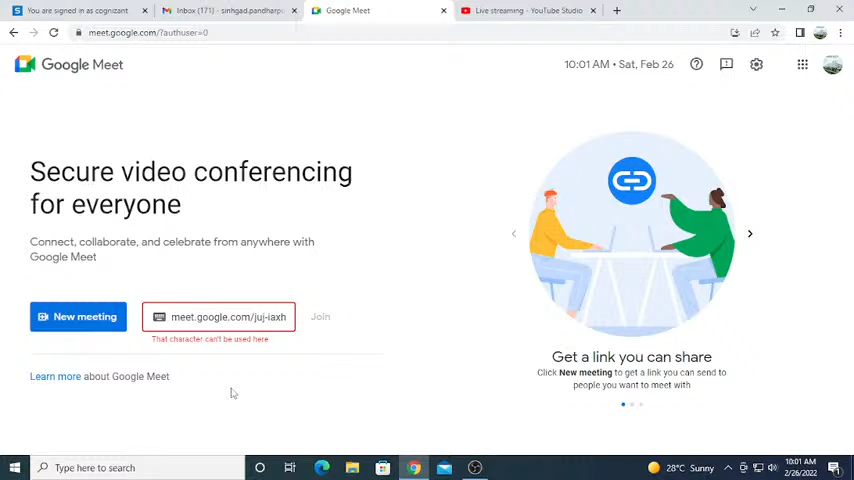 You are signed in as cognizant
Inbox (171) - sinhgad.pandharpu
Google Meet
Live streaming - YouTube Studio
meet.google.com/?authuser=0
Google Meet
10:01 AM • Sat, Feb 26
Secure video conferencing
for everyone
Connect, collaborate, and celebrate from anywhere with
Google Meet
New meeting
meet.google.com/juj-iaxh
Join
That character can't be used here
Learn more about Google Meet
Get a link you can share
Click New meeting to get a link you can send to
people you want to meet with
Type here to search
28°C Sunny
10:01 AM
2/26/2022